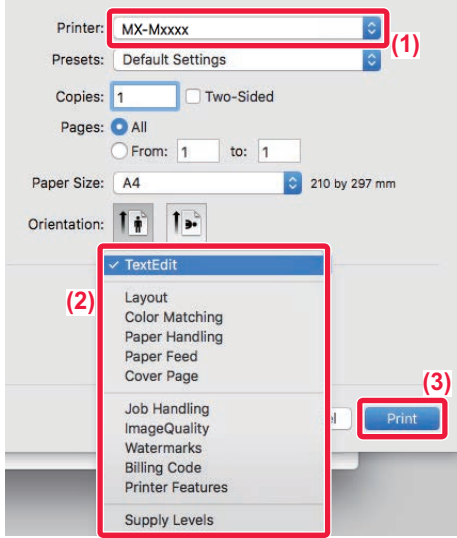 Printer: MX-Mxxxx
(1)
Presets: Default Settings
Copies: 1 Two-Sided
Pages: All
From: 1 to: 1
Paper Size: A4 210 by 297 mm
Orientation:
TextEdit
(2)
Layout
Color Matching
Paper Handling
Paper Feed
Cover Page
(3)
Job Handling
ImageQuality
Watermarks
Billing Code
Printer Features
Supply Levels
l Print